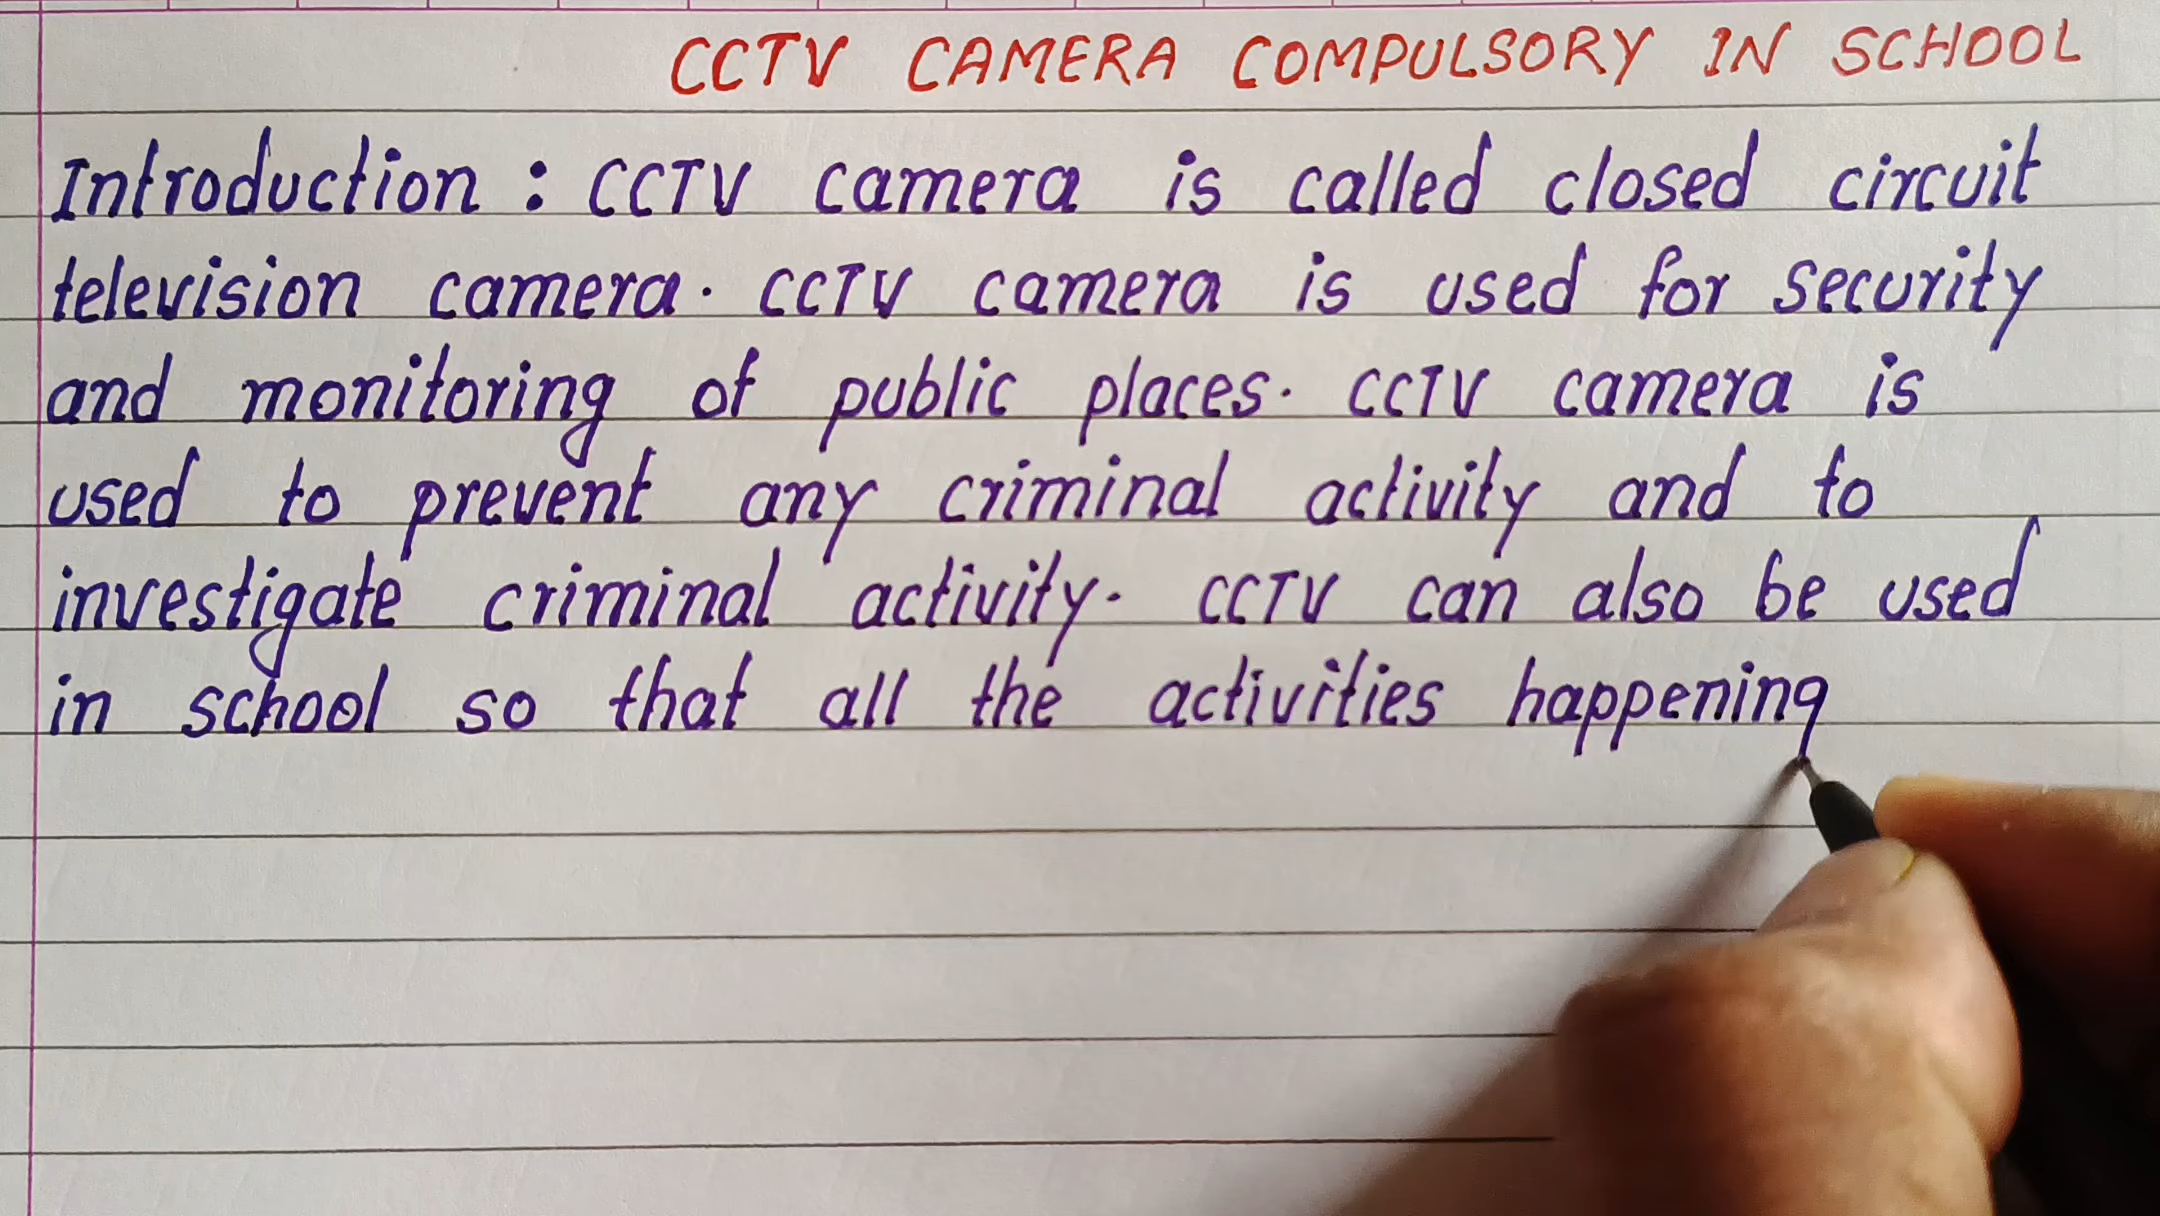 CCTV CAMERA COMPULSORY IN SCHOOL
Introduction : CCTV camera is called closed circuit
television camera. CCTV camera is used for security
and monitoring of public places. CCTV camera is
used to prevent any criminal activity and to
investigate criminal activity. CCTV can also be used
in school so that all the activities happening